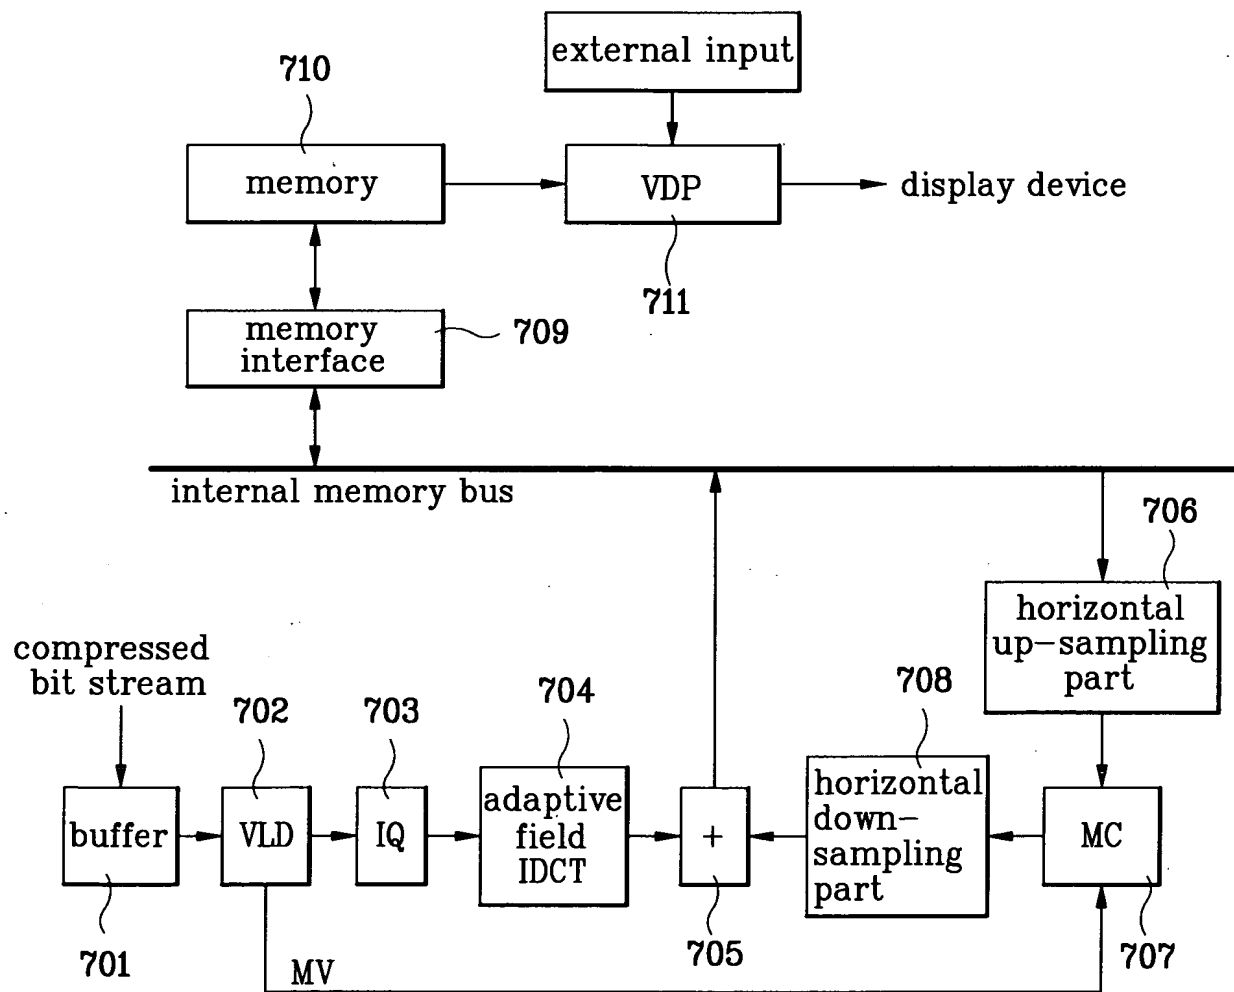 external input
710
memory
VDP
display device
711
memory
interface
709
internal memory bus
706
horizontal
up-sampling
part
compressed
bit stream
702
703
704
708
buffer
VLD
IQ
adaptive
field
IDCT
+
horizontal
down-
sampling
part
MC
701
MV
705
707